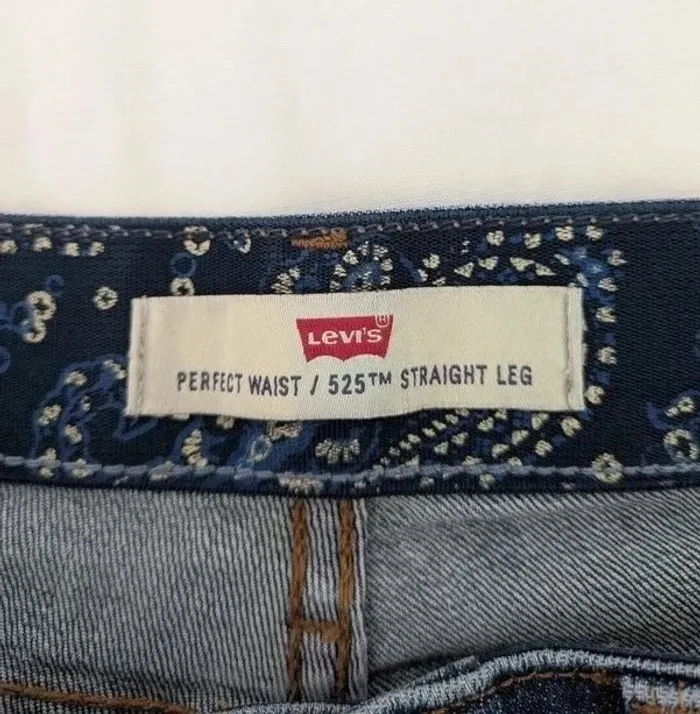 LEVI'S®
PERFECT WAIST / 525™ STRAIGHT LEG